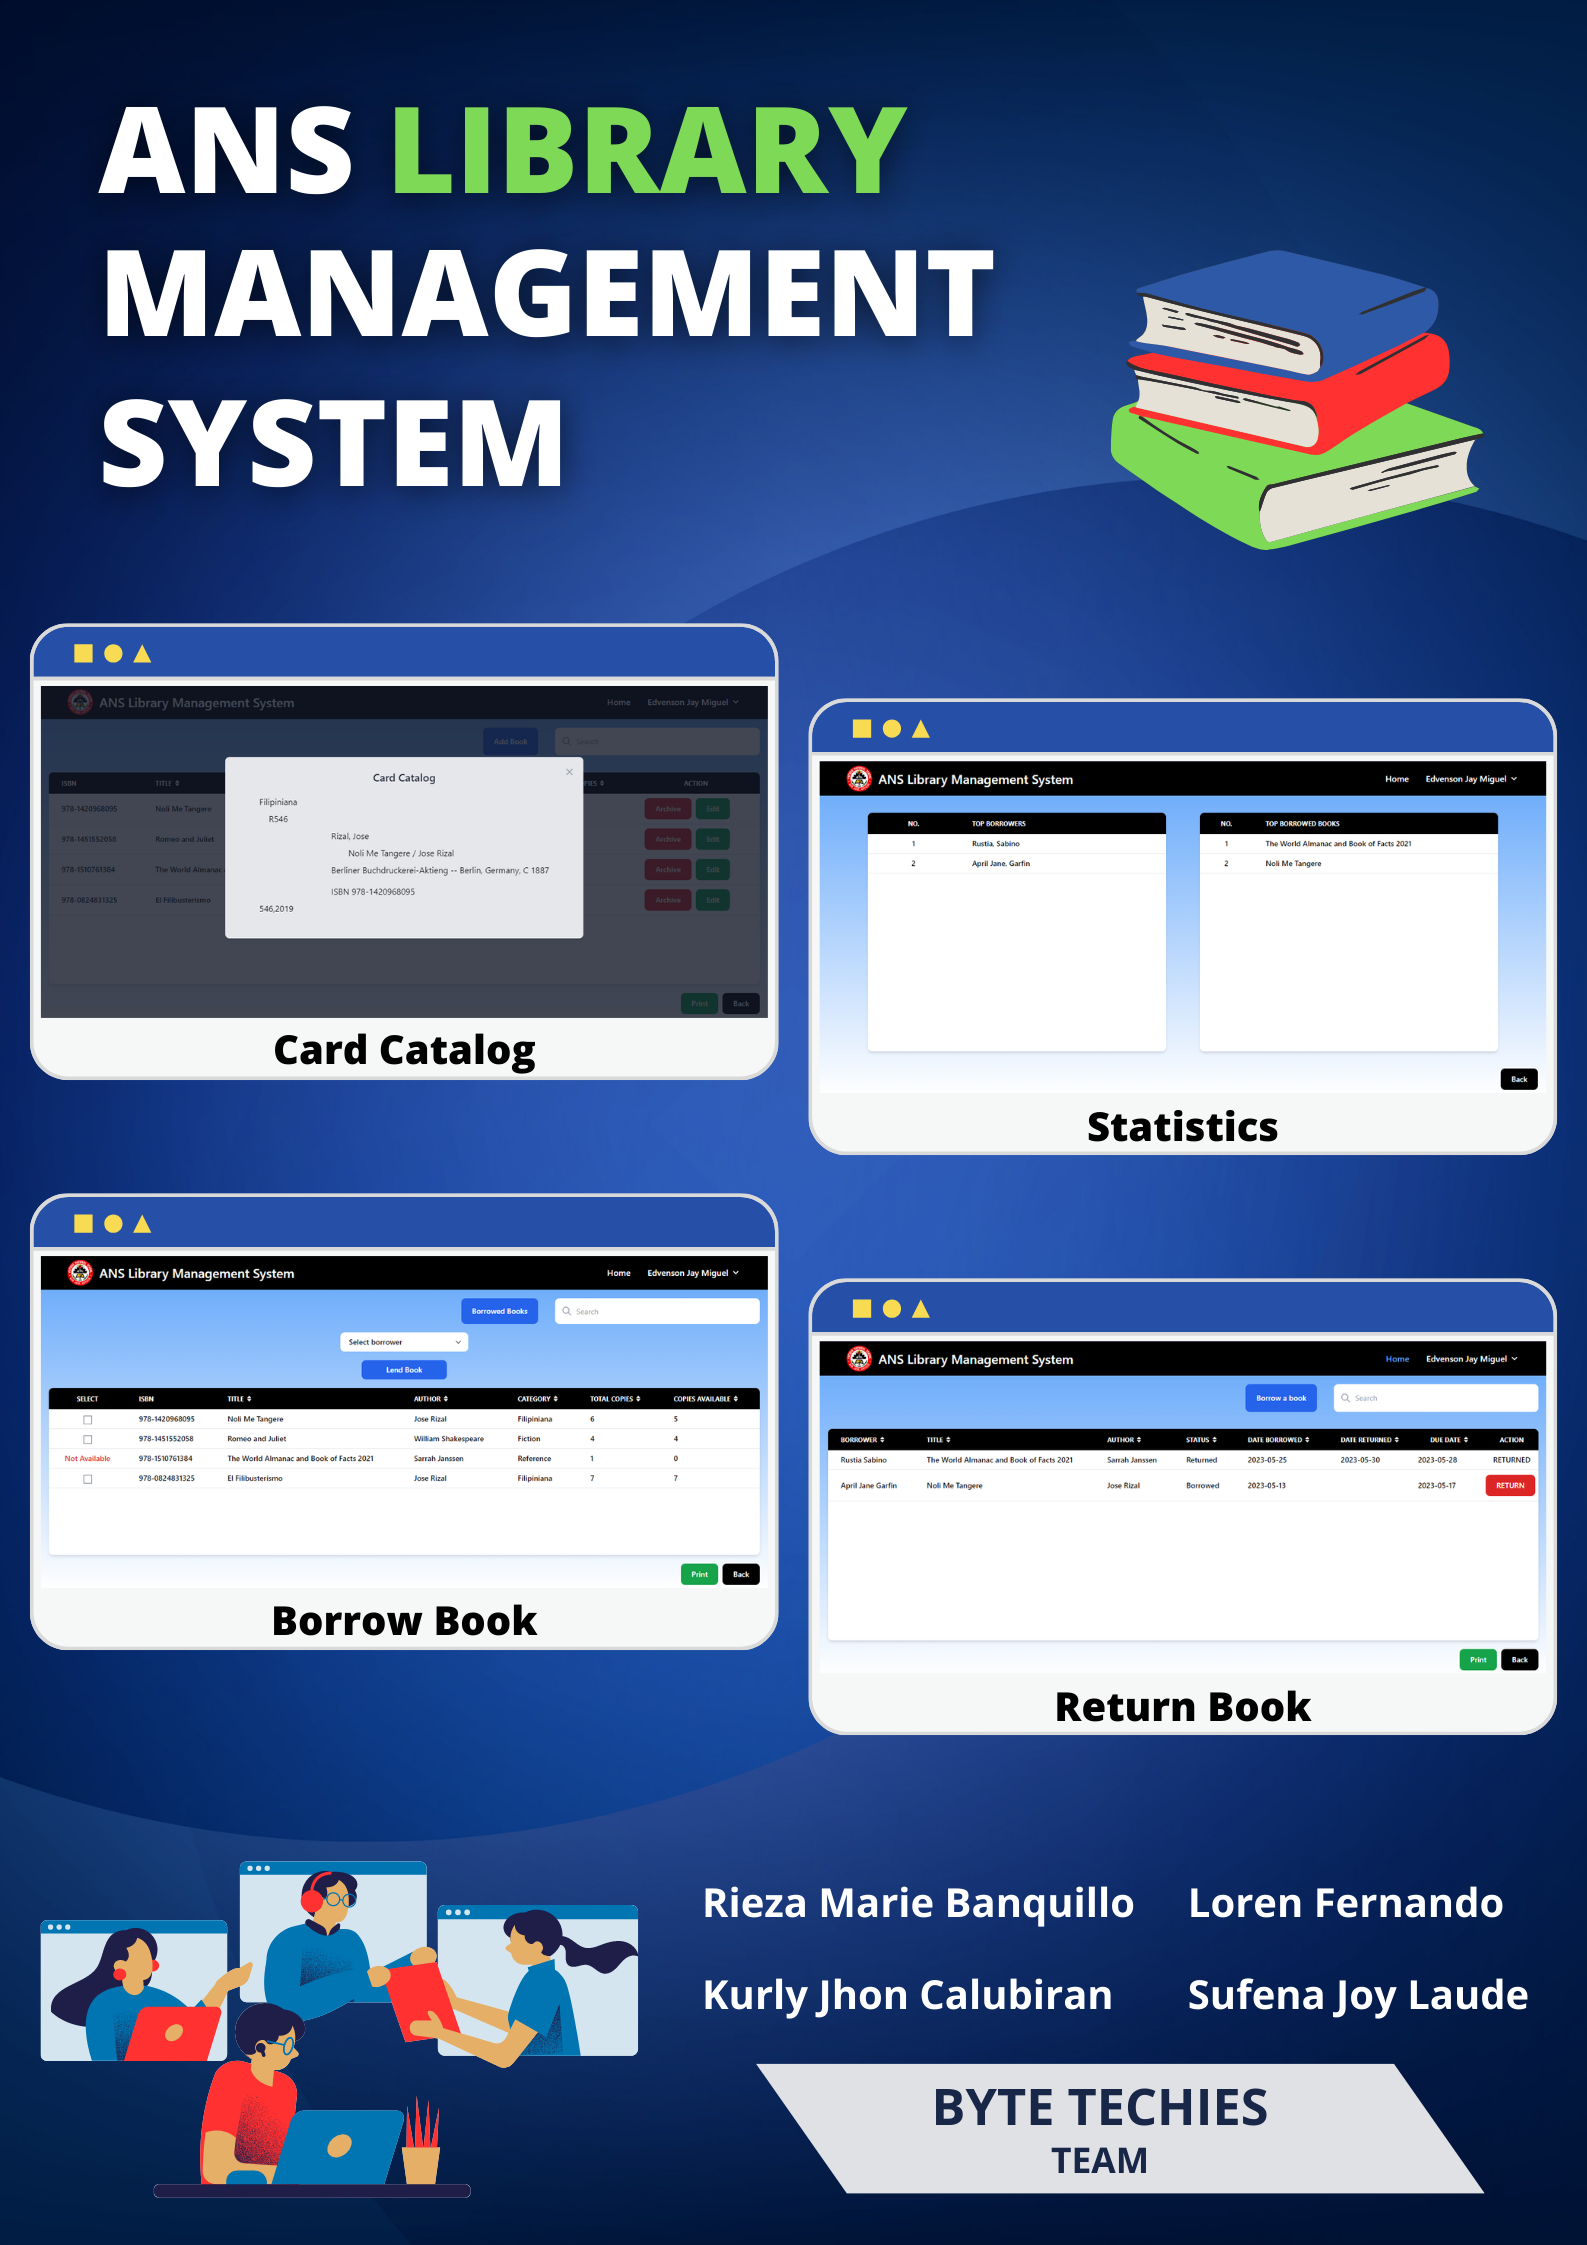 ANS LIBRARY
MANAGEMENT
SYSTEM
ANS Library Management System Home Edvenson Jay Miguel
Add Book Search
ISBN TITLE ACTION
978-1420968095 Noli Me Tangere Archive Edit
978-1451552058 Romeo and Juliet Archive Edit
978-1510761384 The World Almanac Archive Edit
978-0824831325 El Filibusterismo Archive Edit
Card Catalog
Filipiniana
R546
Rizal, Jose
Noli Me Tangere / Jose Rizal
Berliner Buchdruckerei-Aktieng -- Berlin, Germany, C 1887
ISBN 978-1420968095
546,2019
Print Back
Card Catalog
ANS Library Management System Home Edvenson Jay Miguel
NO. TOP BORROWERS
1 Rustia, Sabino
2 April Jane, Garfin
NO. TOP BORROWED BOOKS
1 The World Almanac and Book of Facts 2021
2 Noli Me Tangere
Back
Statistics
ANS Library Management System Home Edvenson Jay Miguel
Borrowed Books Search
Select borrower
Lend Book
SELECT ISBN TITLE AUTHOR CATEGORY TOTAL COPIES COPIES AVAILABLE
978-1420968095 Noli Me Tangere Jose Rizal Filipiniana 6 5
978-1451552058 Romeo and Juliet William Shakespeare Fiction 4 4
Not Available 978-1510761384 The World Almanac and Book of Facts 2021 Sarrah Janssen Reference 1 0
978-0824831325 El Filibusterismo Jose Rizal Filipiniana 7 7
Print Back
Borrow Book
ANS Library Management System Home Edvenson Jay Miguel
Borrow a book Search
BORROWER TITLE AUTHOR STATUS DATE BORROWED DATE RETURNED DUE DATE ACTION
Rustia Sabino The World Almanac and Book of Facts 2021 Sarrah Janssen Returned 2023-05-25 2023-05-30 2023-05-28 RETURNED
April Jane Garfin Noli Me Tangere Jose Rizal Borrowed 2023-05-13 2023-05-17 RETURN
Print Back
Return Book
Rieza Marie Banquillo Loren Fernando
Kurly Jhon Calubiran Sufena Joy Laude
BYTE TECHIES
TEAM